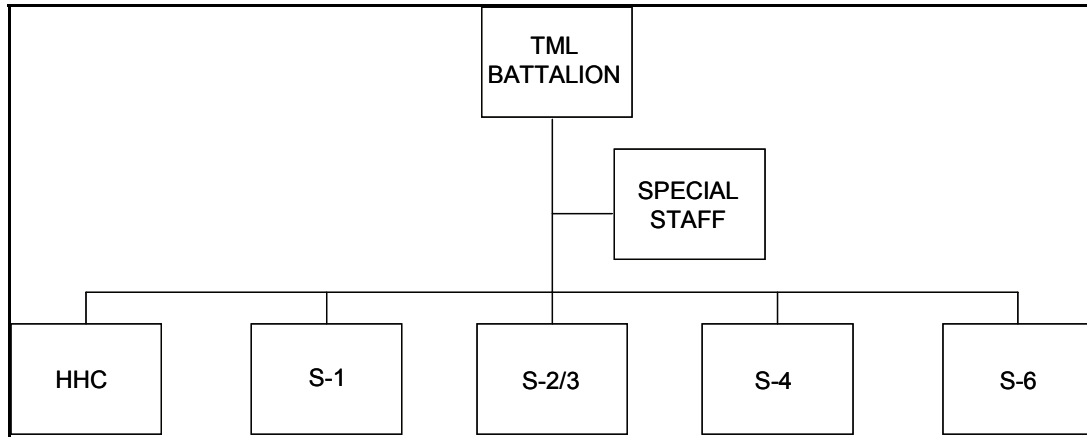 TML
BATTALION
SPECIAL
STAFF
HHC
S-1
S-2/3
S-4
S-6